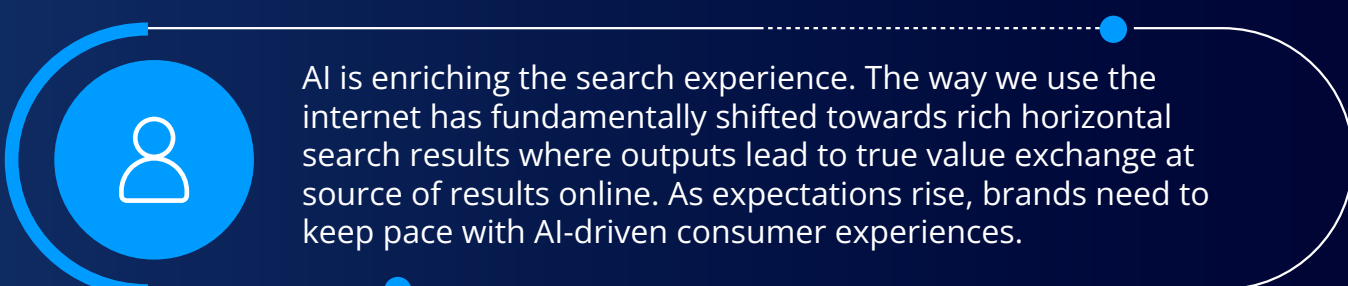 AI is enriching the search experience. The way we use the
internet has fundamentally shifted towards rich horizontal
search results where outputs lead to true value exchange at
source of results online. As expectations rise, brands need to
keep pace with AI-driven consumer experiences.